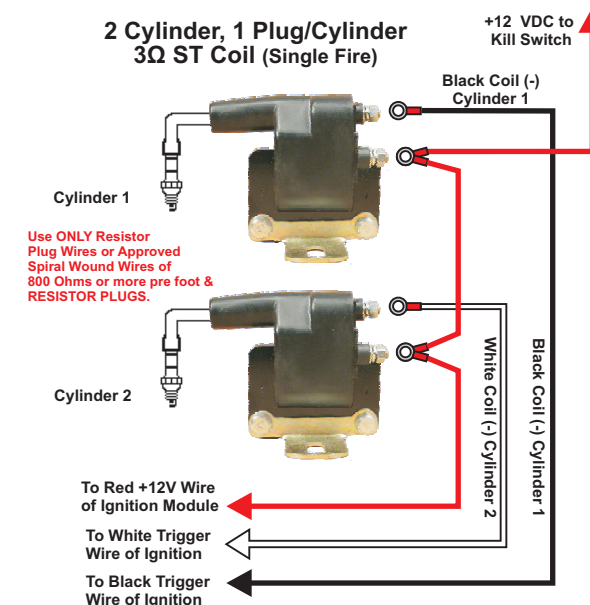 2 Cylinder, 1 Plug/Cylinder
3Ω ST Coil (Single Fire)
+12 VDC to
Kill Switch
Black Coil (-)
Cylinder 1
Cylinder 1
Use ONLY Resistor
Plug Wires or Approved
Spiral Wound Wires of
800 Ohms or more pre foot &
RESISTOR PLUGS.
Cylinder 2
White Coil (-) Cylinder 2
Black Coil (-) Cylinder 1
To Red +12V Wire
of Ignition Module
To White Trigger
Wire of Ignition
To Black Trigger
Wire of Ignition